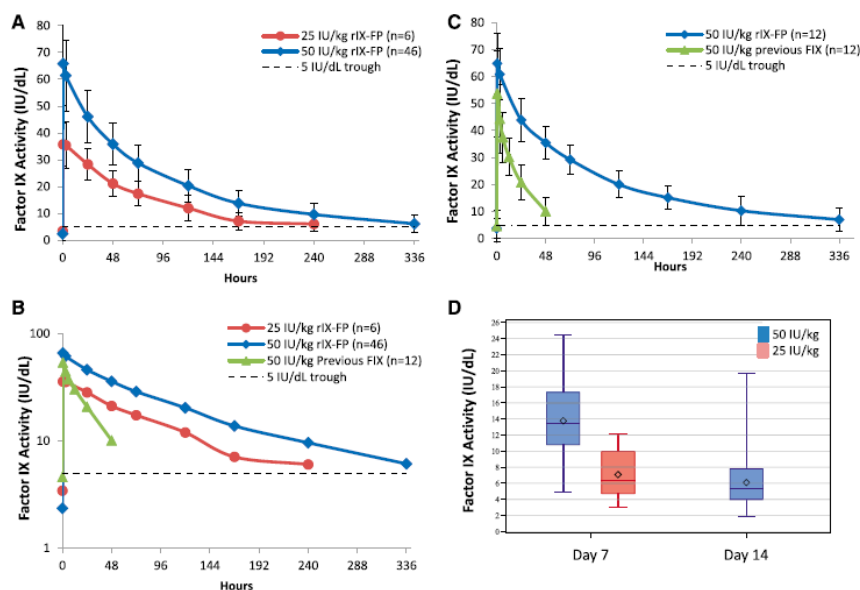 A
80
70
60
50
40
30
20
10
0
Factor IX Activity (IU/dL)
25 IU/kg rIX-FP (n=6)
50 IU/kg rIX-FP (n=46)
5 IU/dL trough
0 48 96 144 192 240 288 336
Hours
C
80
70
60
50
40
30
20
10
0
Factor IX Activity (IU/dL)
50 IU/kg rIX-FP (n=12)
50 IU/kg previous FIX (n=12)
5 IU/dL trough
0 48 96 144 192 240 288 336
Hours
B
100
10
1
Factor IX Activity (IU/dL)
25 IU/kg rIX-FP (n=6)
50 IU/kg rIX-FP (n=46)
50 IU/kg Previous FIX (n=12)
5 IU/dL trough
0 48 96 144 192 240 288 336
Hours
D
26
24
22
20
18
16
14
12
10
8
6
4
2
0
Factor IX Activity (IU/dL)
50 IU/kg
25 IU/kg
Day 7 Day 14